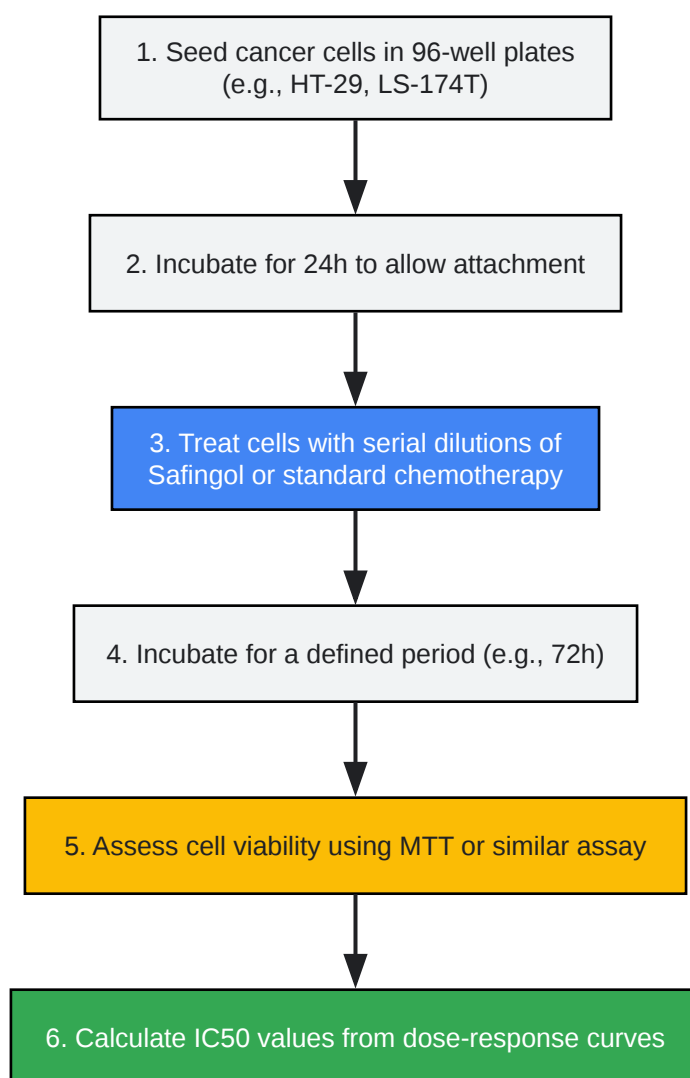 1. Seed cancer cells in 96-well plates
(e.g., HT-29, LS-174T)
2. Incubate for 24h to allow attachment
3. Treat cells with serial dilutions of
Safingol or standard chemotherapy
4. Incubate for a defined period (e.g., 72h)
5. Assess cell viability using MTT or similar assay
6. Calculate IC50 values from dose-response curves